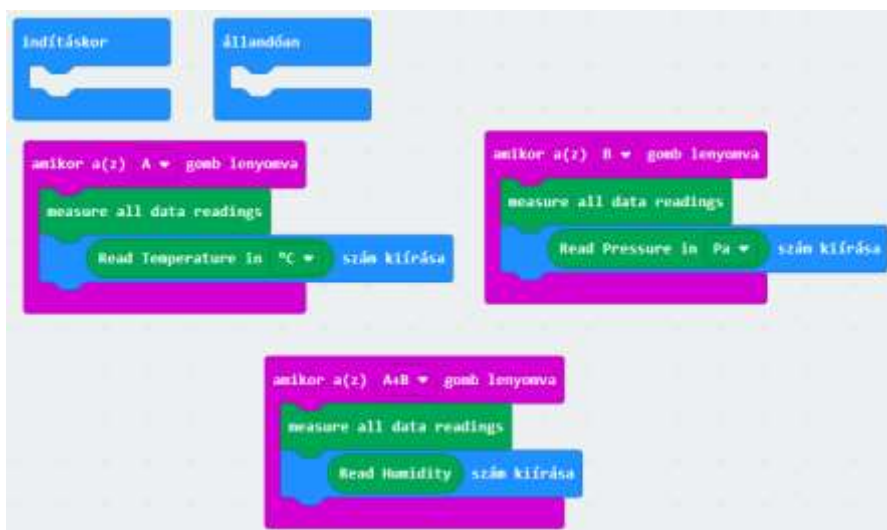 indításkor
állandóan
amikor a(z) A gomb lenyomva
measure all data readings
Read Temperature in °C szám kiírása
amikor a(z) B gomb lenyomva
measure all data readings
Read Pressure in Pa szám kiírása
amikor a(z) A+B gomb lenyomva
measure all data readings
Read Humidity szám kiírása